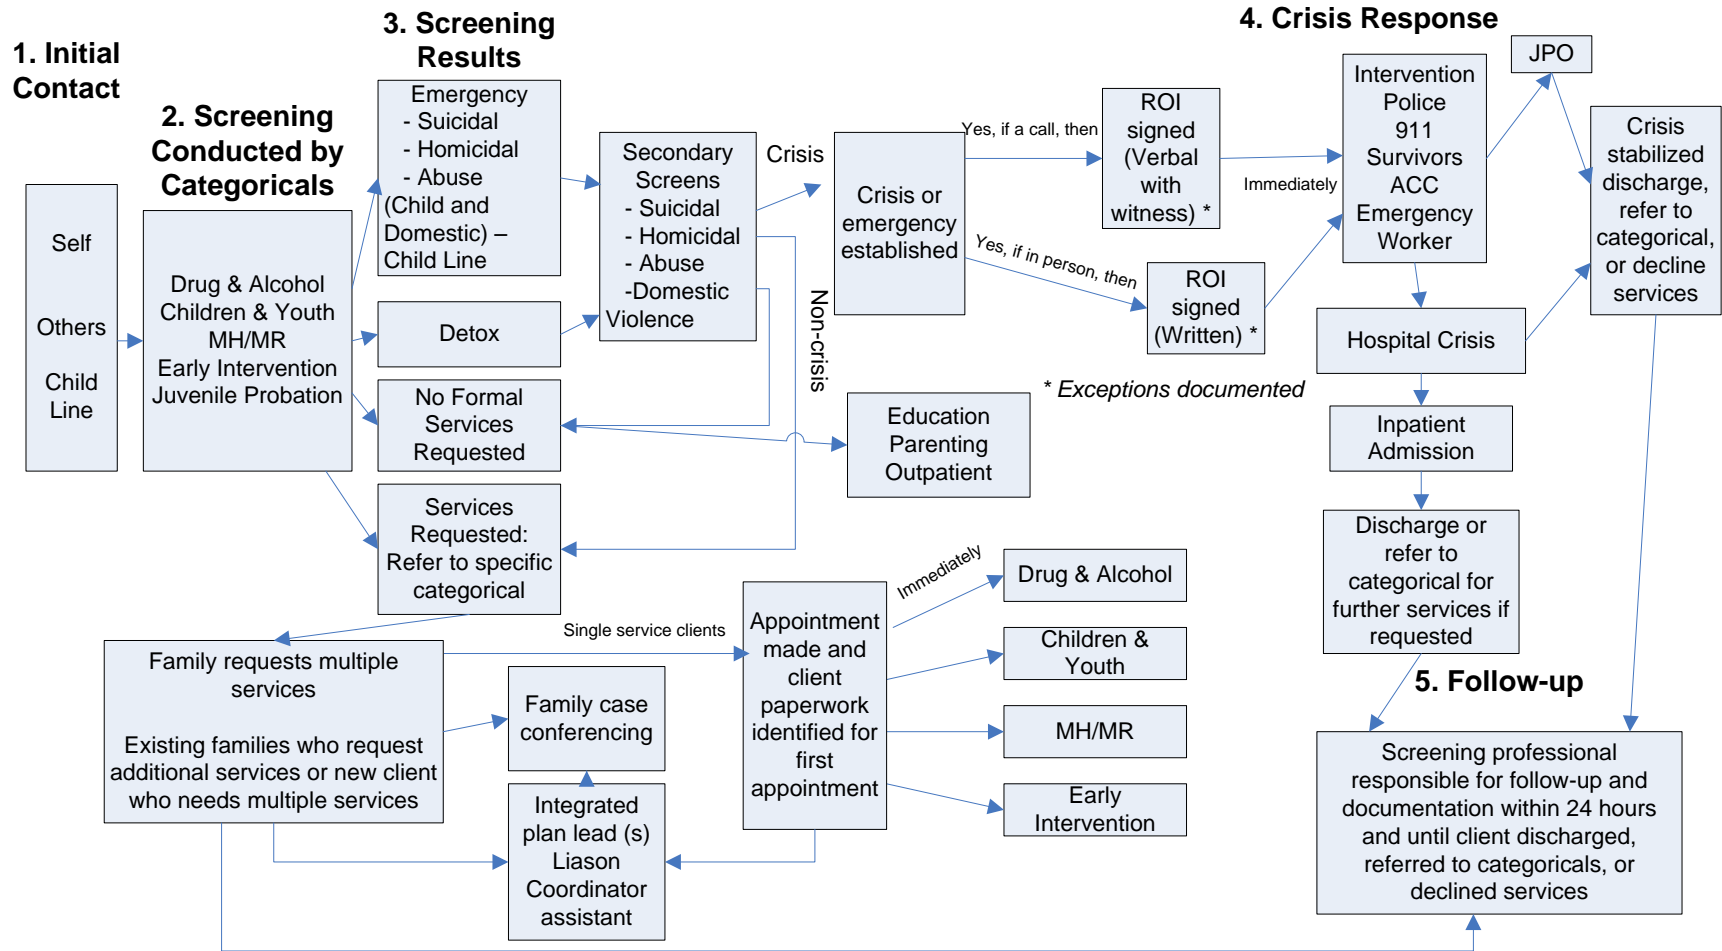 1. Initial
Contact
Self
Others
Child
Line
2. Screening
Conducted by
Categoricals
Drug & Alcohol
Children & Youth
MH/MR
Early Intervention
Juvenile Probation
3. Screening
Results
Emergency
- Suicidal
- Homicidal
- Abuse
(Child and
Domestic) –
Child Line
Detox
No Formal
Services
Requested
Services
Requested:
Refer to specific
categorical
Secondary
Screens
- Suicidal
- Homicidal
- Abuse
-Domestic
Violence
Crisis
Non-crisis
Crisis or
emergency
established
Yes, if a call, then
Yes, if in person, then
ROI
signed
(Verbal
with
witness) *
ROI
signed
(Written) *
* Exceptions documented
Education
Parenting
Outpatient
4. Crisis Response
Immediately
Intervention
Police
911
Survivors
ACC
Emergency
Worker
JPO
Crisis
stabilized
discharge,
refer to
categorical,
or decline
services
Hospital Crisis
Inpatient
Admission
Discharge or
refer to
categorical for
further services if
requested
Family requests multiple
services
Existing families who request
additional services or new client
who needs multiple services
Single service clients
Family case
conferencing
Integrated
plan lead (s)
Liason
Coordinator
assistant
Appointment
made and
client
paperwork
identified for
first
appointment
Immediately
Drug & Alcohol
Children &
Youth
MH/MR
Early
Intervention
5. Follow-up
Screening professional
responsible for follow-up and
documentation within 24 hours
and until client discharged,
referred to categoricals, or
declined services